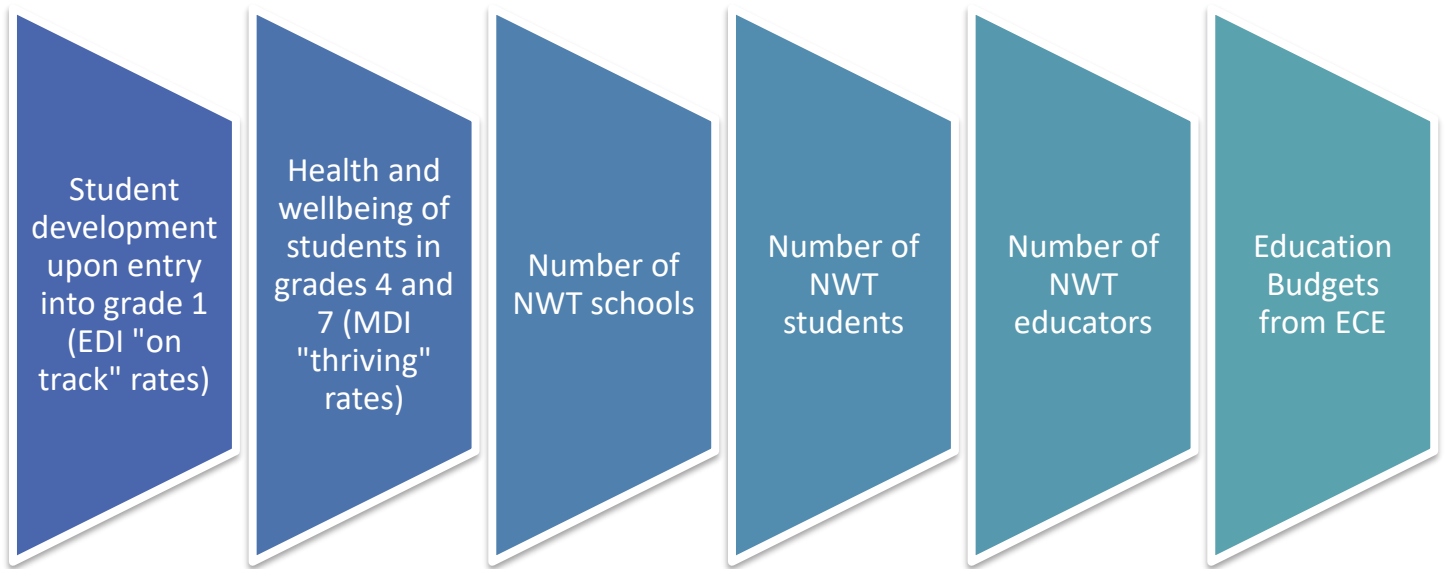 Student
development
upon entry
into grade 1
(EDI "on
track" rates)
Health and
wellbeing of
students in
grades 4 and
7 (MDI
"thriving"
rates)
Number of
NWT schools
Number of
NWT
students
Number of
NWT
educators
Education
Budgets
from ECE